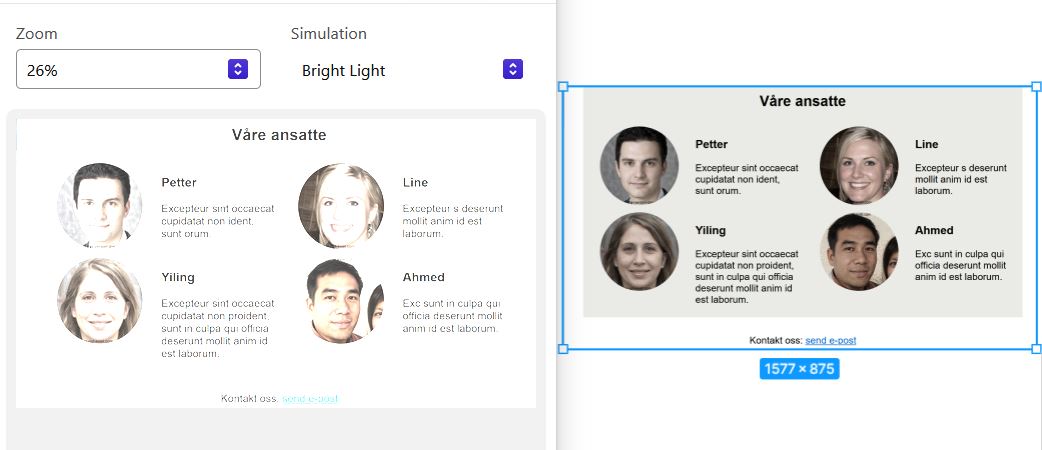 Zoom
Simulation
26%
Bright Light
Våre ansatte
Petter
Excepteur sint occaecat
cupidatat non ident,
sunt orum.
Line
Excepteur s deserunt
mollit anim id est
laborum.
Yiling
Excepteur sint occaecat
cupidatat non proident,
sunt in culpa qui officia
deserunt mollit anim id
est laborum.
Ahmed
Exc sunt in culpa qui
officia deserunt mollit
anim id est laborum.
Kontakt oss: send e-post
Våre ansatte
Petter
Excepteur sint occaecat
cupidatat non ident,
sunt orum.
Line
Excepteur s deserunt
mollit anim id est
laborum.
Yiling
Excepteur sint occaecat
cupidatat non proident,
sunt in culpa qui officia
deserunt mollit anim id
est laborum.
Ahmed
Exc sunt in culpa qui
officia deserunt mollit
anim id est laborum.
Kontakt oss: send e-post
1577 × 875